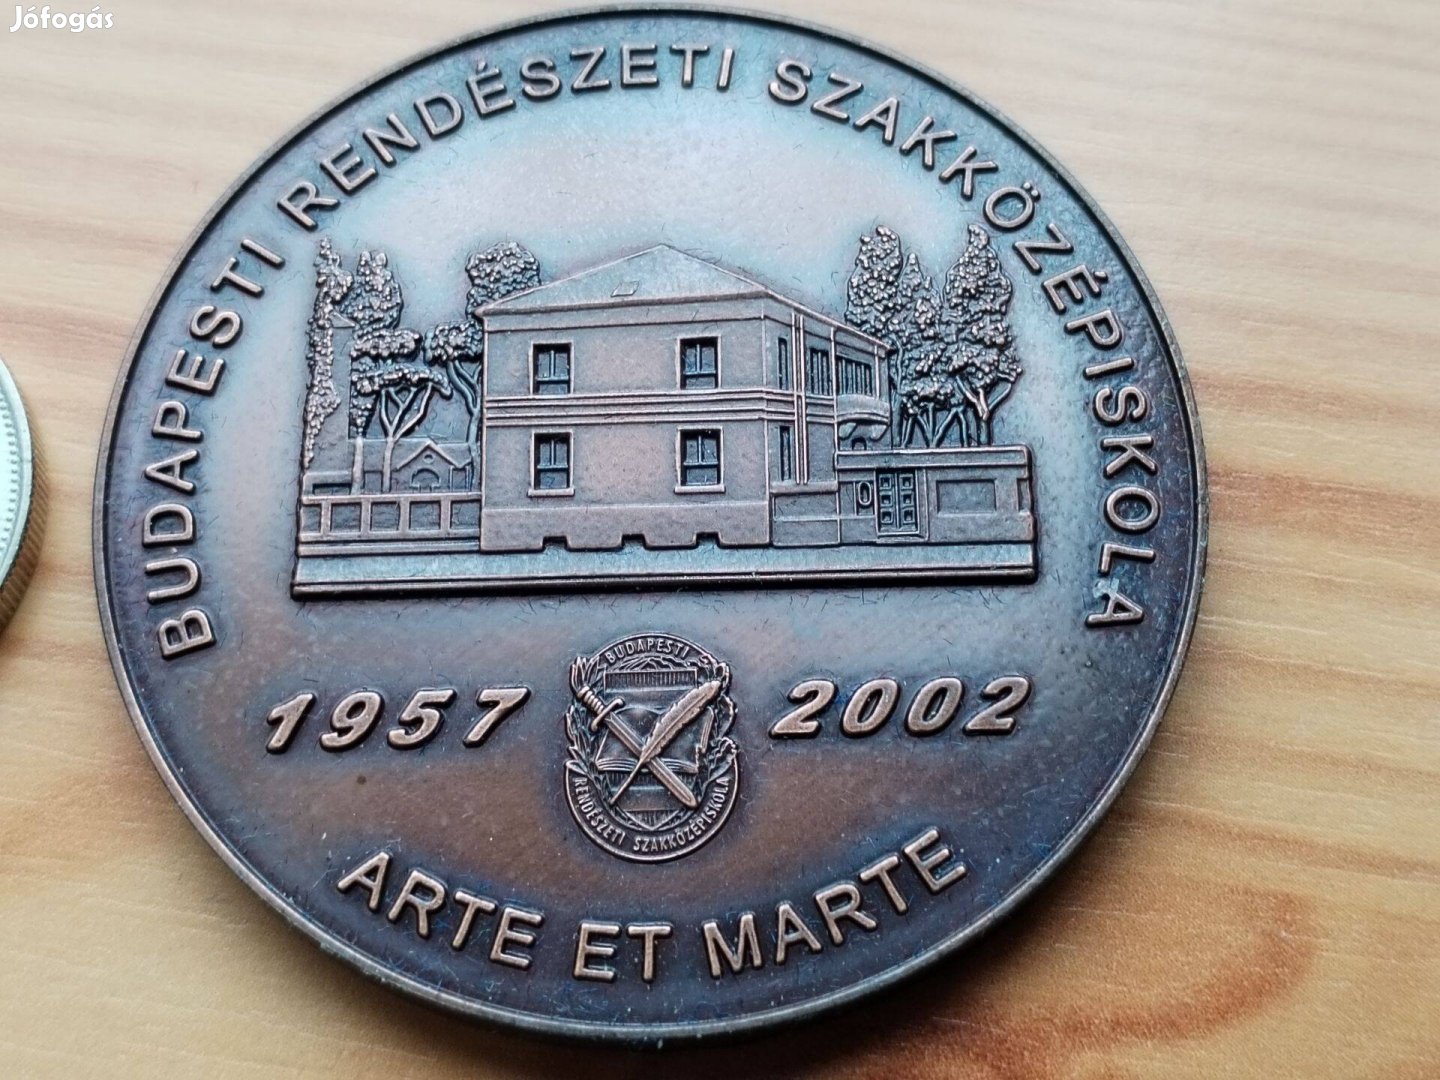 Jófogás
BUDAPESTI RENDÉSZETI SZAKKÖZÉPISKOLA
1957 2002
BUDAPESTI
RENDÉSZETI SZAKKÖZÉPISKOLA
ARTE ET MARTE